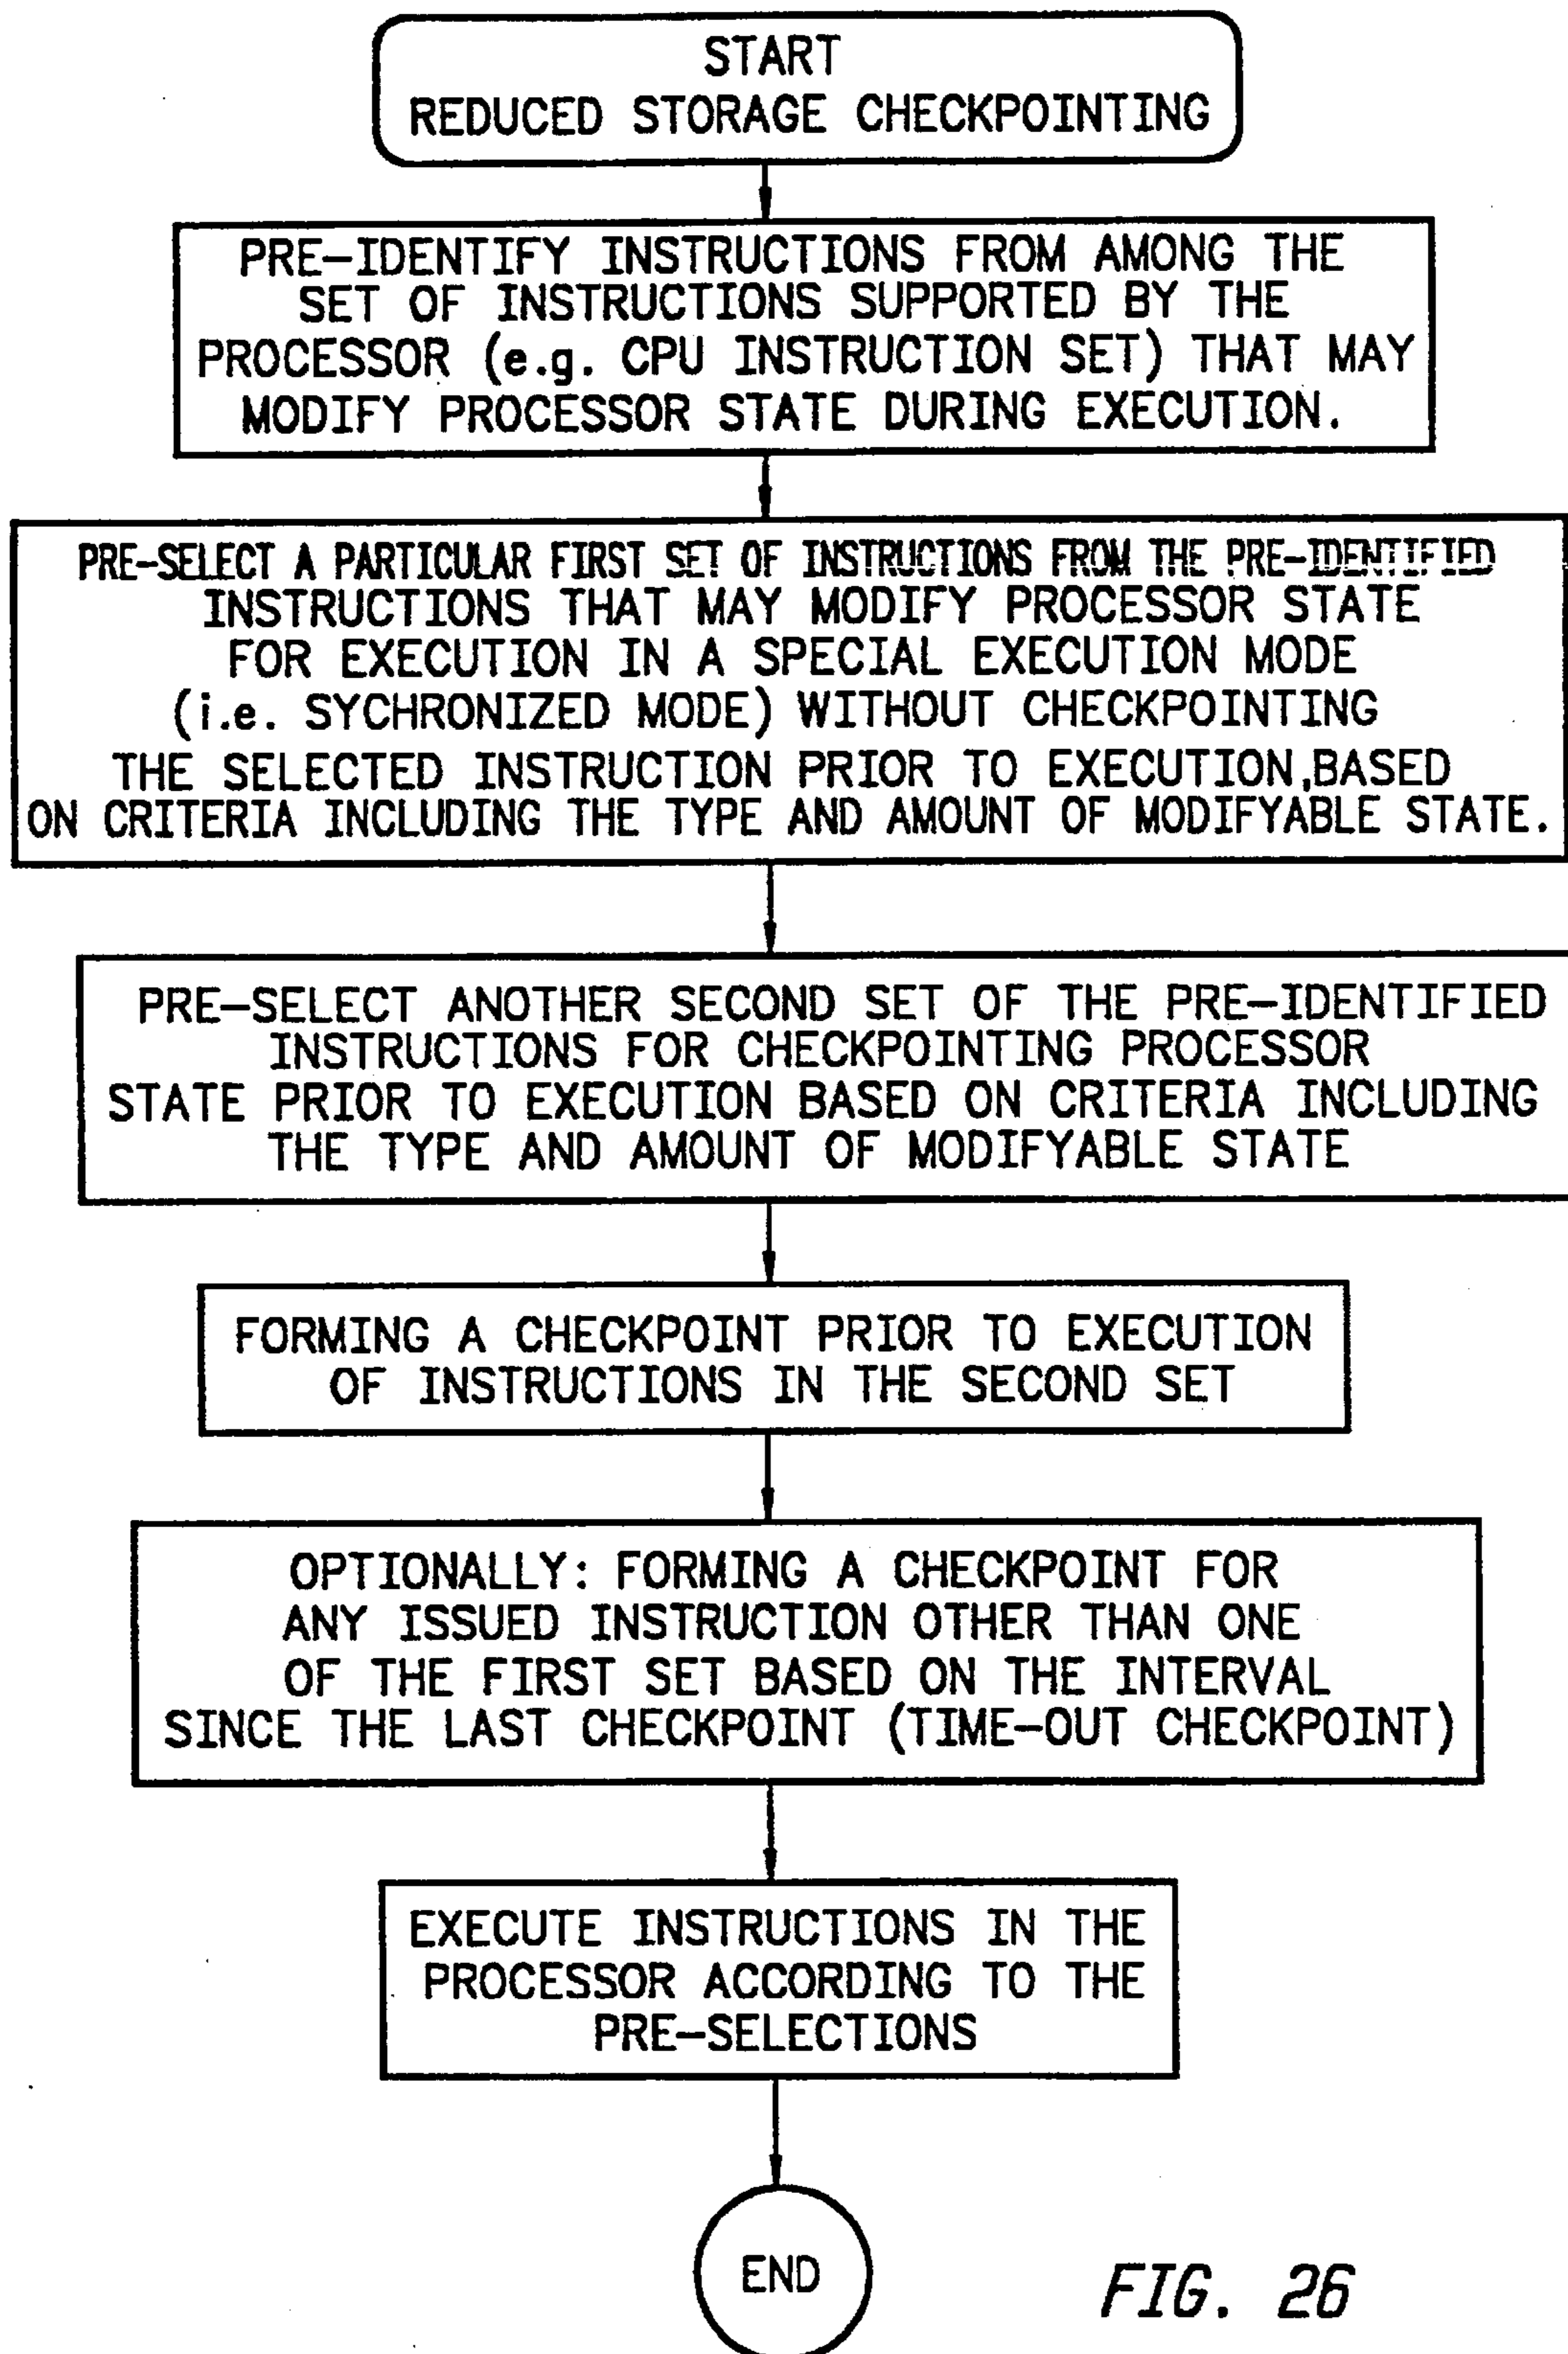 START
REDUCED STORAGE CHECKPOINTING
PRE-IDENTIFY INSTRUCTIONS FROM AMONG THE
SET OF INSTRUCTIONS SUPPORTED BY THE
PROCESSOR (e.g. CPU INSTRUCTION SET) THAT MAY
MODIFY PROCESSOR STATE DURING EXECUTION.
PRE-SELECT A PARTICULAR FIRST SET OF INSTRUCTIONS FROM THE PRE-IDENTIFIED
INSTRUCTIONS THAT MAY MODIFY PROCESSOR STATE
FOR EXECUTION IN A SPECIAL EXECUTION MODE
(i.e. SYCHRONIZED MODE) WITHOUT CHECKPOINTING
THE SELECTED INSTRUCTION PRIOR TO EXECUTION,BASED
ON CRITERIA INCLUDING THE TYPE AND AMOUNT OF MODIFYABLE STATE.
PRE-SELECT ANOTHER SECOND SET OF THE PRE-IDENTIFIED
INSTRUCTIONS FOR CHECKPOINTING PROCESSOR
STATE PRIOR TO EXECUTION BASED ON CRITERIA INCLUDING
THE TYPE AND AMOUNT OF MODIFYABLE STATE
FORMING A CHECKPOINT PRIOR TO EXECUTION
OF INSTRUCTIONS IN THE SECOND SET
OPTIONALLY: FORMING A CHECKPOINT FOR
ANY ISSUED INSTRUCTION OTHER THAN ONE
OF THE FIRST SET BASED ON THE INTERVAL
SINCE THE LAST CHECKPOINT (TIME-OUT CHECKPOINT)
EXECUTE INSTRUCTIONS IN THE
PROCESSOR ACCORDING TO THE
PRE-SELECTIONS
END
FIG. 26